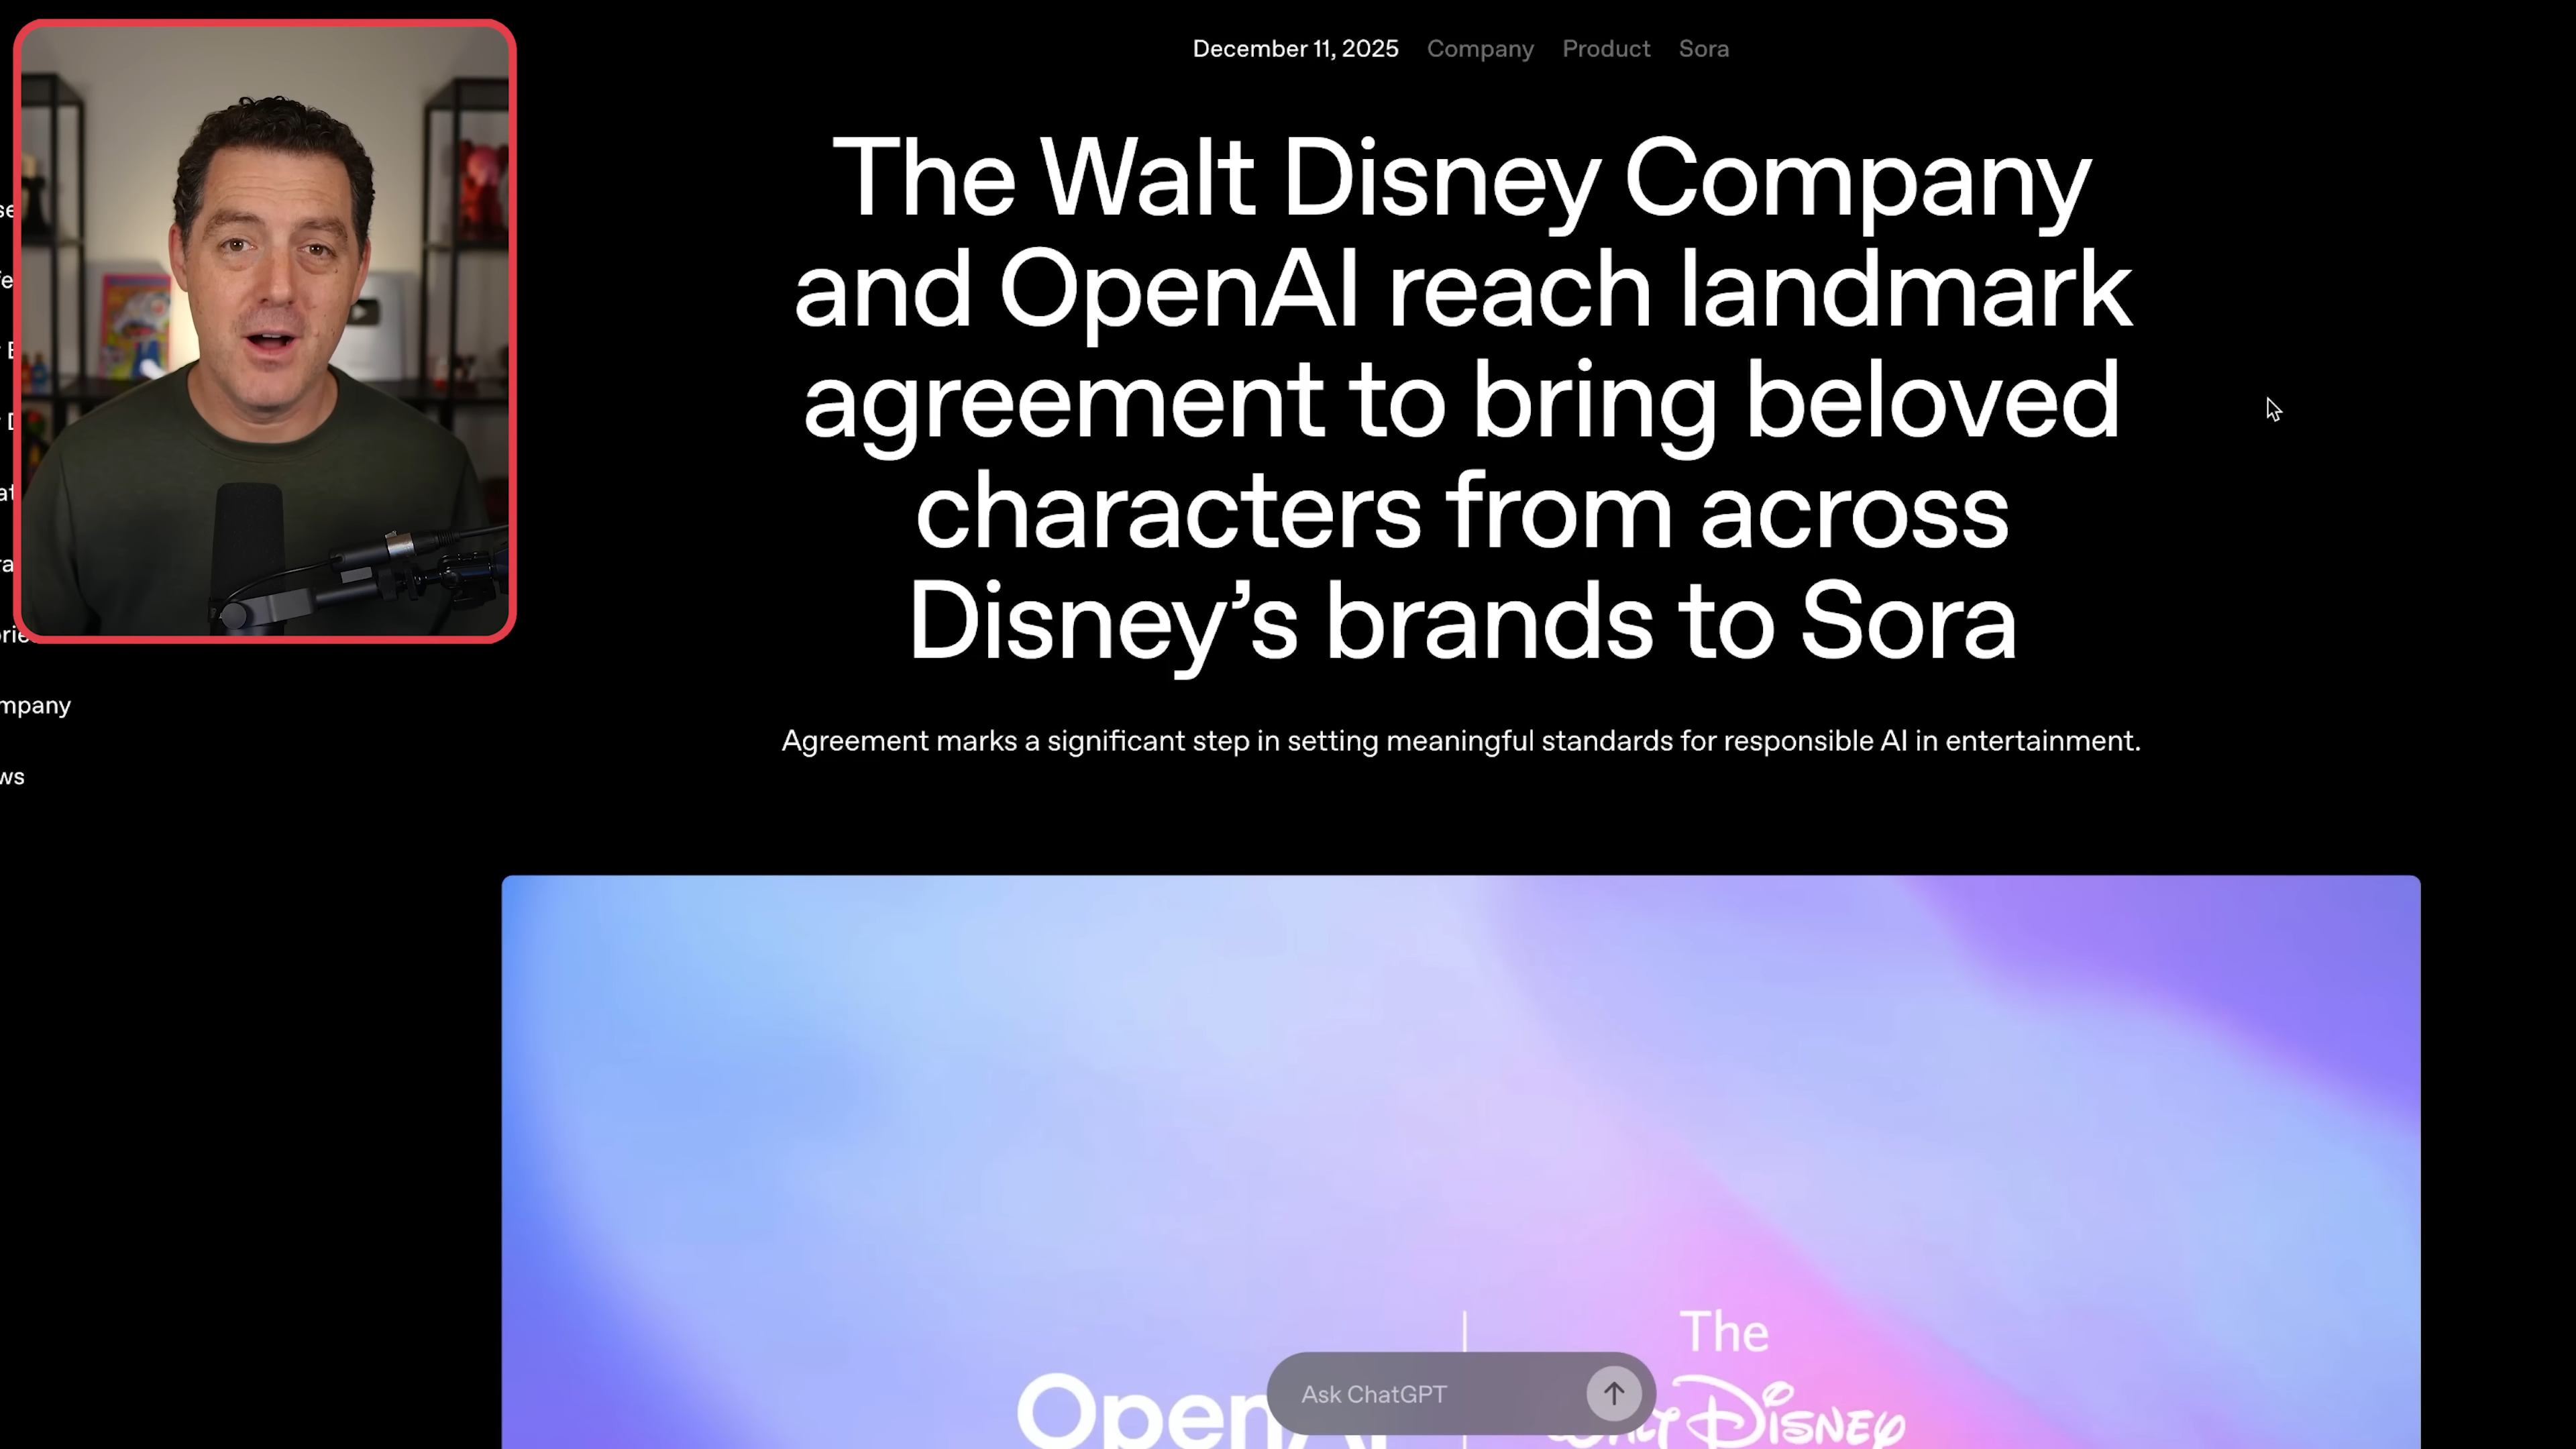 December 11, 2025 Company Product Sora
The Walt Disney Company
and OpenAI reach landmark
agreement to bring beloved
characters from across
Disney’s brands to Sora
Agreement marks a significant step in setting meaningful standards for responsible AI in entertainment.
The
Disney
Ask ChatGPT